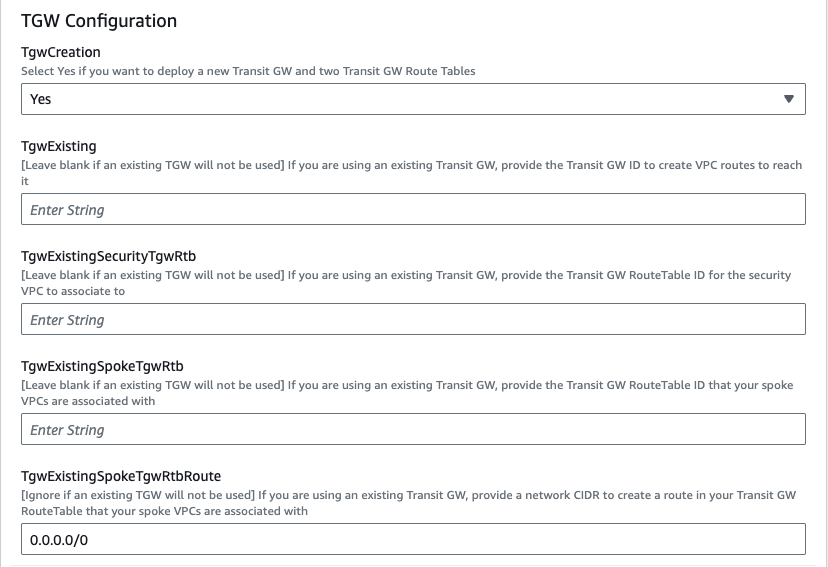 TGW Configuration
TgwCreation
Select Yes if you want to deploy a new Transit GW and two Transit GW Route Tables
Yes
TgwExisting
[Leave blank if an existing TGW will not be used] If you are using an existing Transit GW, provide the Transit GW ID to create VPC routes to reach
it
Enter String
TgwExistingSecurityTgwRtb
[Leave blank if an existing TGW will not be used] If you are using an existing Transit GW, provide the Transit GW RouteTable ID for the security
VPC to associate to
Enter String
TgwExistingSpokeTgwRtb
[Leave blank if an existing TGW will not be used] If you are using an existing Transit GW, provide the Transit GW RouteTable ID that your spoke
VPCs are associated with
Enter String
TgwExistingSpokeTgwRtbRoute
[Ignore if an existing TGW will not be used] If you are using an existing Transit GW, provide a network CIDR to create a route in your Transit GW
RouteTable that your spoke VPCs are associated with
0.0.0.0/0